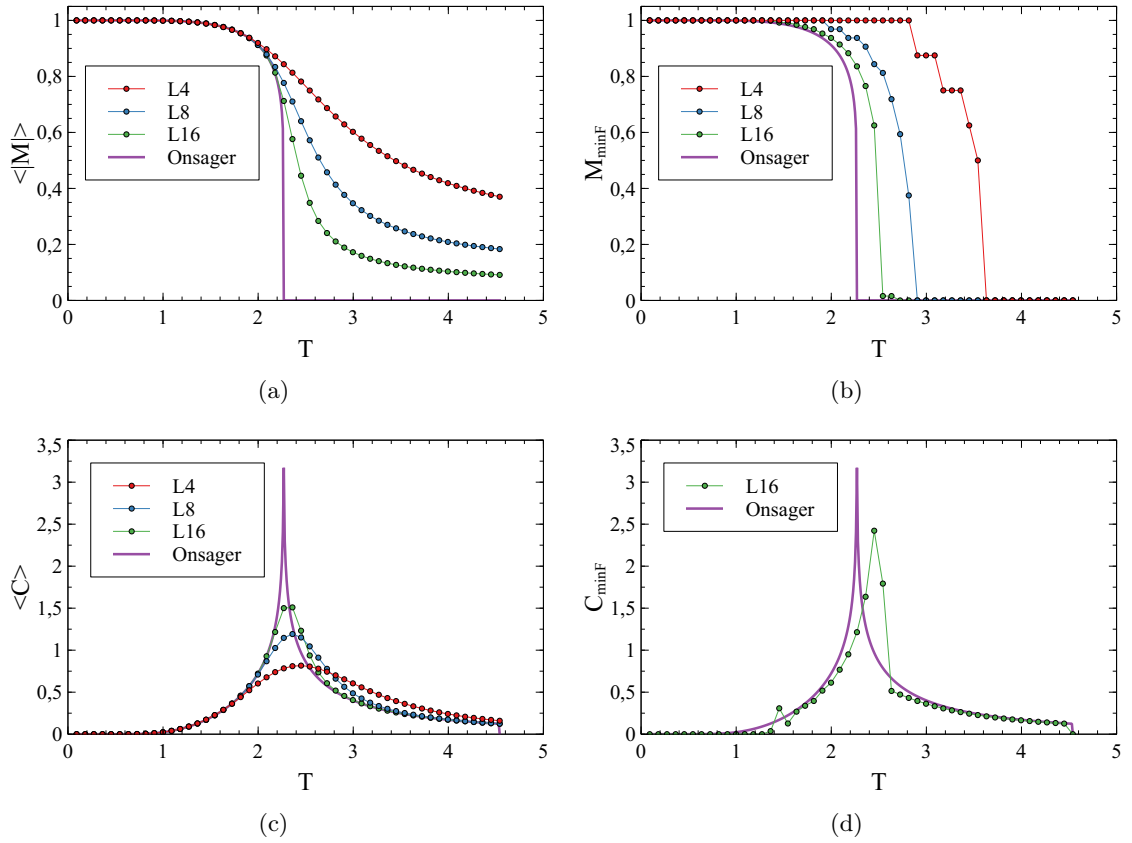 <|M|>
1
0,8
0,6
0,4
0,2
0
L4
L8
L16
Onsager
0 1 2 3 4 5
T
(a)
M_minF
1
0,8
0,6
0,4
0,2
0
L4
L8
L16
Onsager
0 1 2 3 4 5
T
(b)
<C>
3,5
3
2,5
2
1,5
1
0,5
0
L4
L8
L16
Onsager
0 1 2 3 4 5
T
(c)
C_minF
3,5
3
2,5
2
1,5
1
0,5
0
L16
Onsager
0 1 2 3 4 5
T
(d)